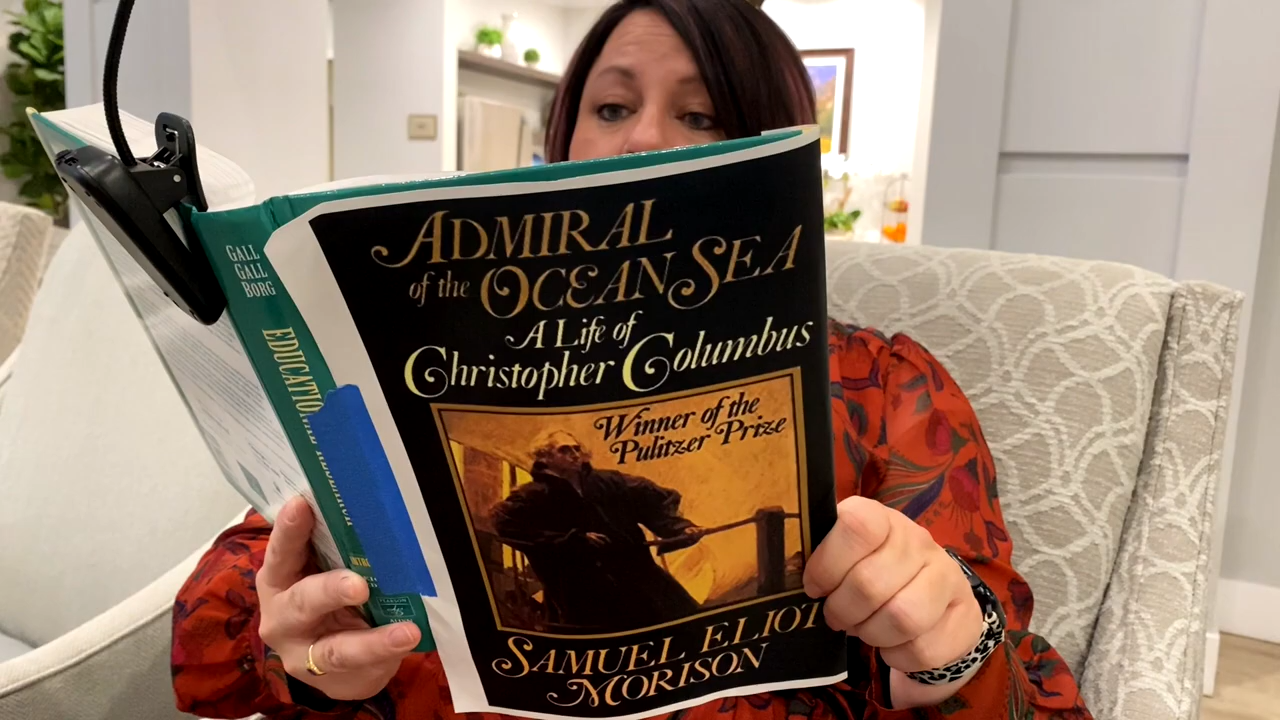 GALL
GALL
BORG
EDUCATIONAL RESEARCH
ADMIRAL
of the OCEAN SEA
A Life of
Christopher Columbus
Winner of the
Pulitzer Prize
SAMUEL ELIOT
MORISON